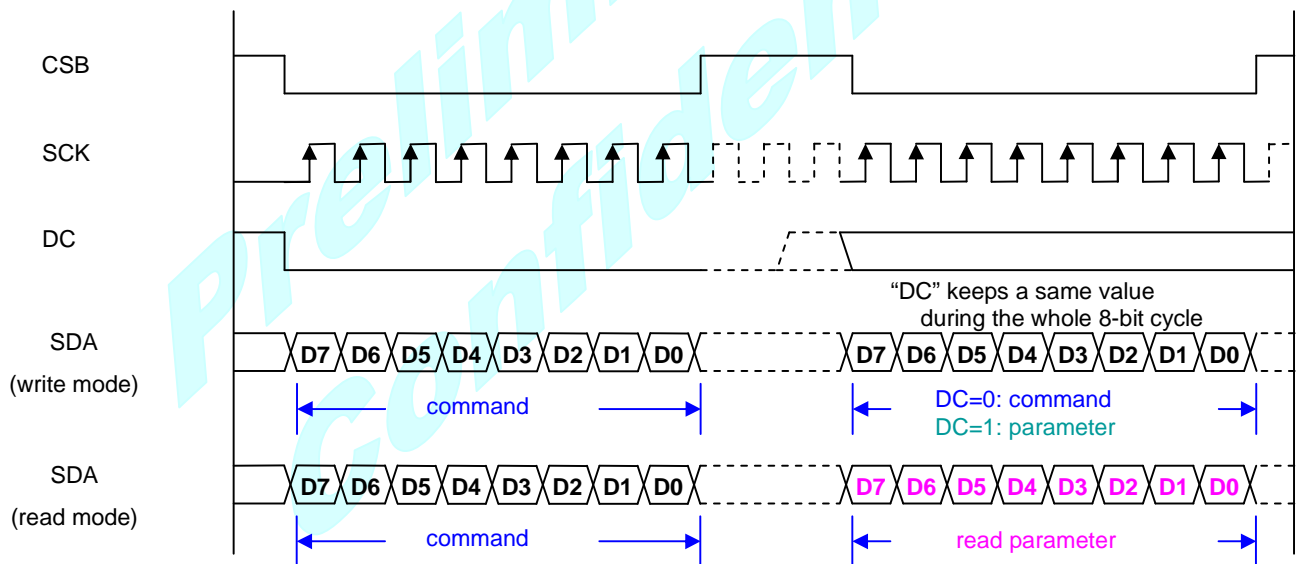 CSB
SCK
DC
“DC” keeps a same value
during the whole 8-bit cycle
SDA
(write mode)
D7 D6 D5 D4 D3 D2 D1 D0 D7 D6 D5 D4 D3 D2 D1 D0
command
DC=0: command
DC=1: parameter
SDA
(read mode)
D7 D6 D5 D4 D3 D2 D1 D0 D7 D6 D5 D4 D3 D2 D1 D0
command
read parameter